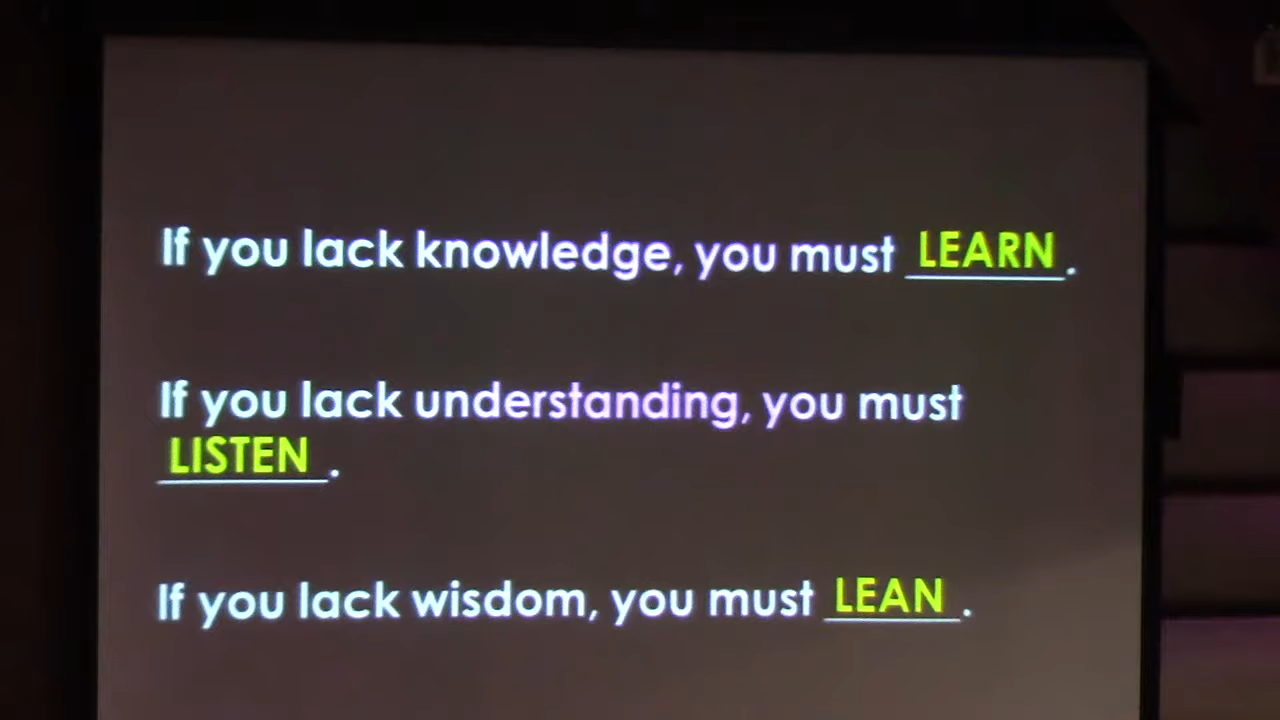 If you lack knowledge, you must LEARN.
If you lack understanding, you must
LISTEN.
If you lack wisdom, you must LEAN.